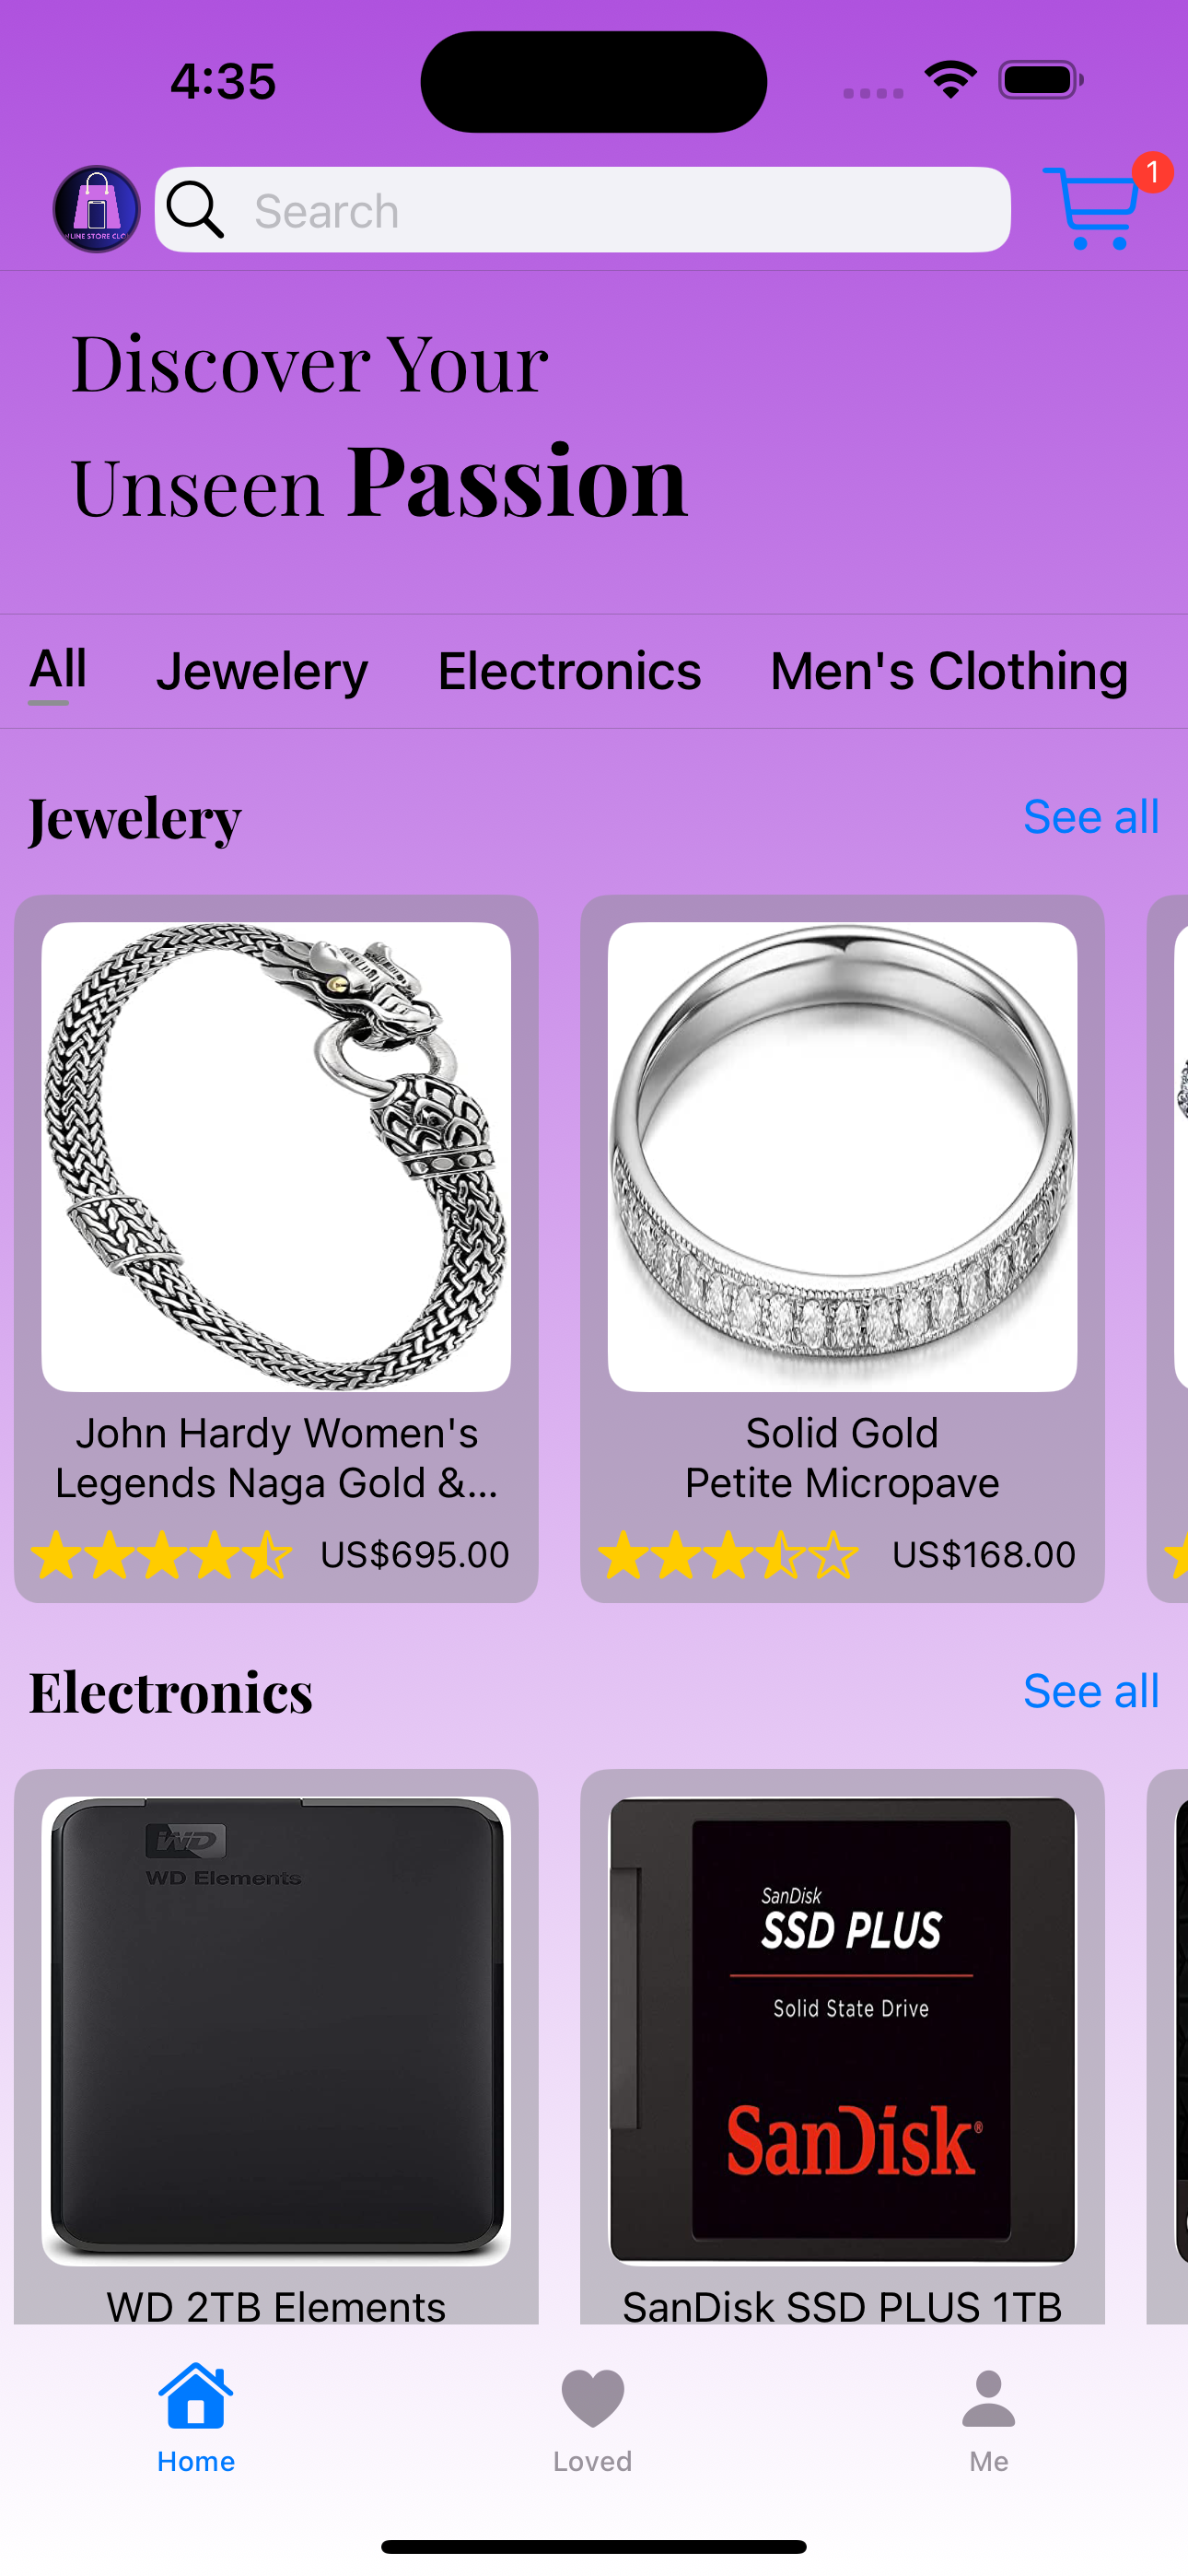 4:35
Search
1
Discover Your
Unseen Passion
All Jewelery Electronics Men's Clothing
Jewelery See all
John Hardy Women's
Legends Naga Gold &...
US$695.00
Solid Gold
Petite Micropave
US$168.00
Electronics See all
WD
WD Elements
SanDisk
SSD PLUS
Solid State Drive
SanDisk®
WD 2TB Elements
SanDisk SSD PLUS 1TB
Home
Loved
Me